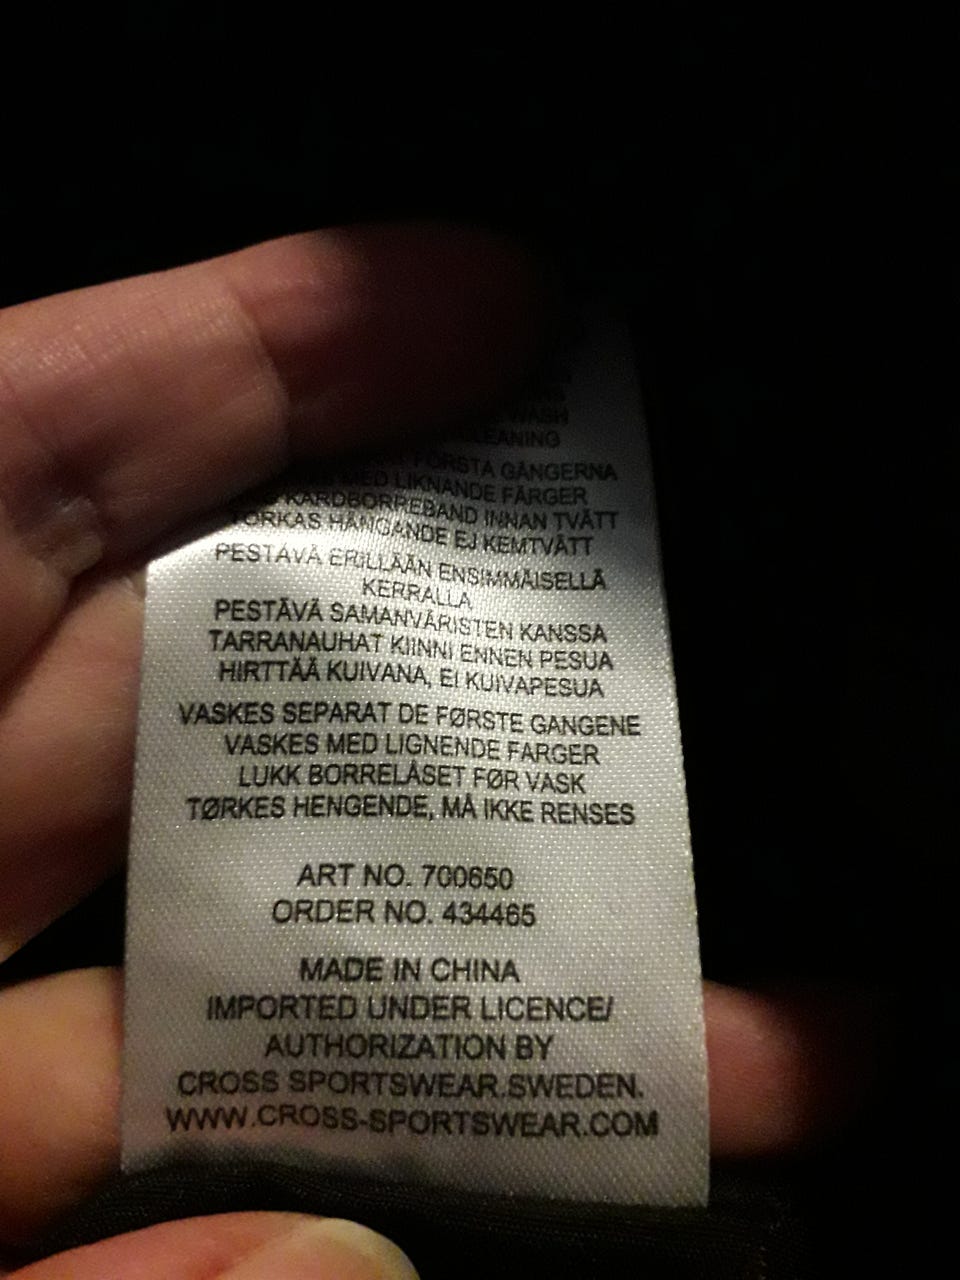 WASH
CLEANING
FÖRSTA GÅNGERNA
MED LIKNANDE FÄRGER
KARDBORREBAND INNAN TVÄTT
TORKAS HÄNGANDE EJ KEMTVÄTT
PESTÄVÄ ERILLÄÄN ENSIMMÄISELLÄ
KERRALLA
PESTÄVÄ SAMANVÄRISTEN KANSSA
TARRANAUHAT KIINNI ENNEN PESUA
HIRTTÄÄ KUIVANA, EI KUIVAPESUA
VASKES SEPARAT DE FØRSTE GANGENE
VASKES MED LIGNENDE FARGER
LUKK BORRELÅSET FØR VASK
TØRKES HENGENDE, MÅ IKKE RENSES
ART NO. 700650
ORDER NO. 434465
MADE IN CHINA
IMPORTED UNDER LICENCE/
AUTHORIZATION BY
CROSS SPORTSWEAR.SWEDEN.
WWW.CROSS-SPORTSWEAR.COM